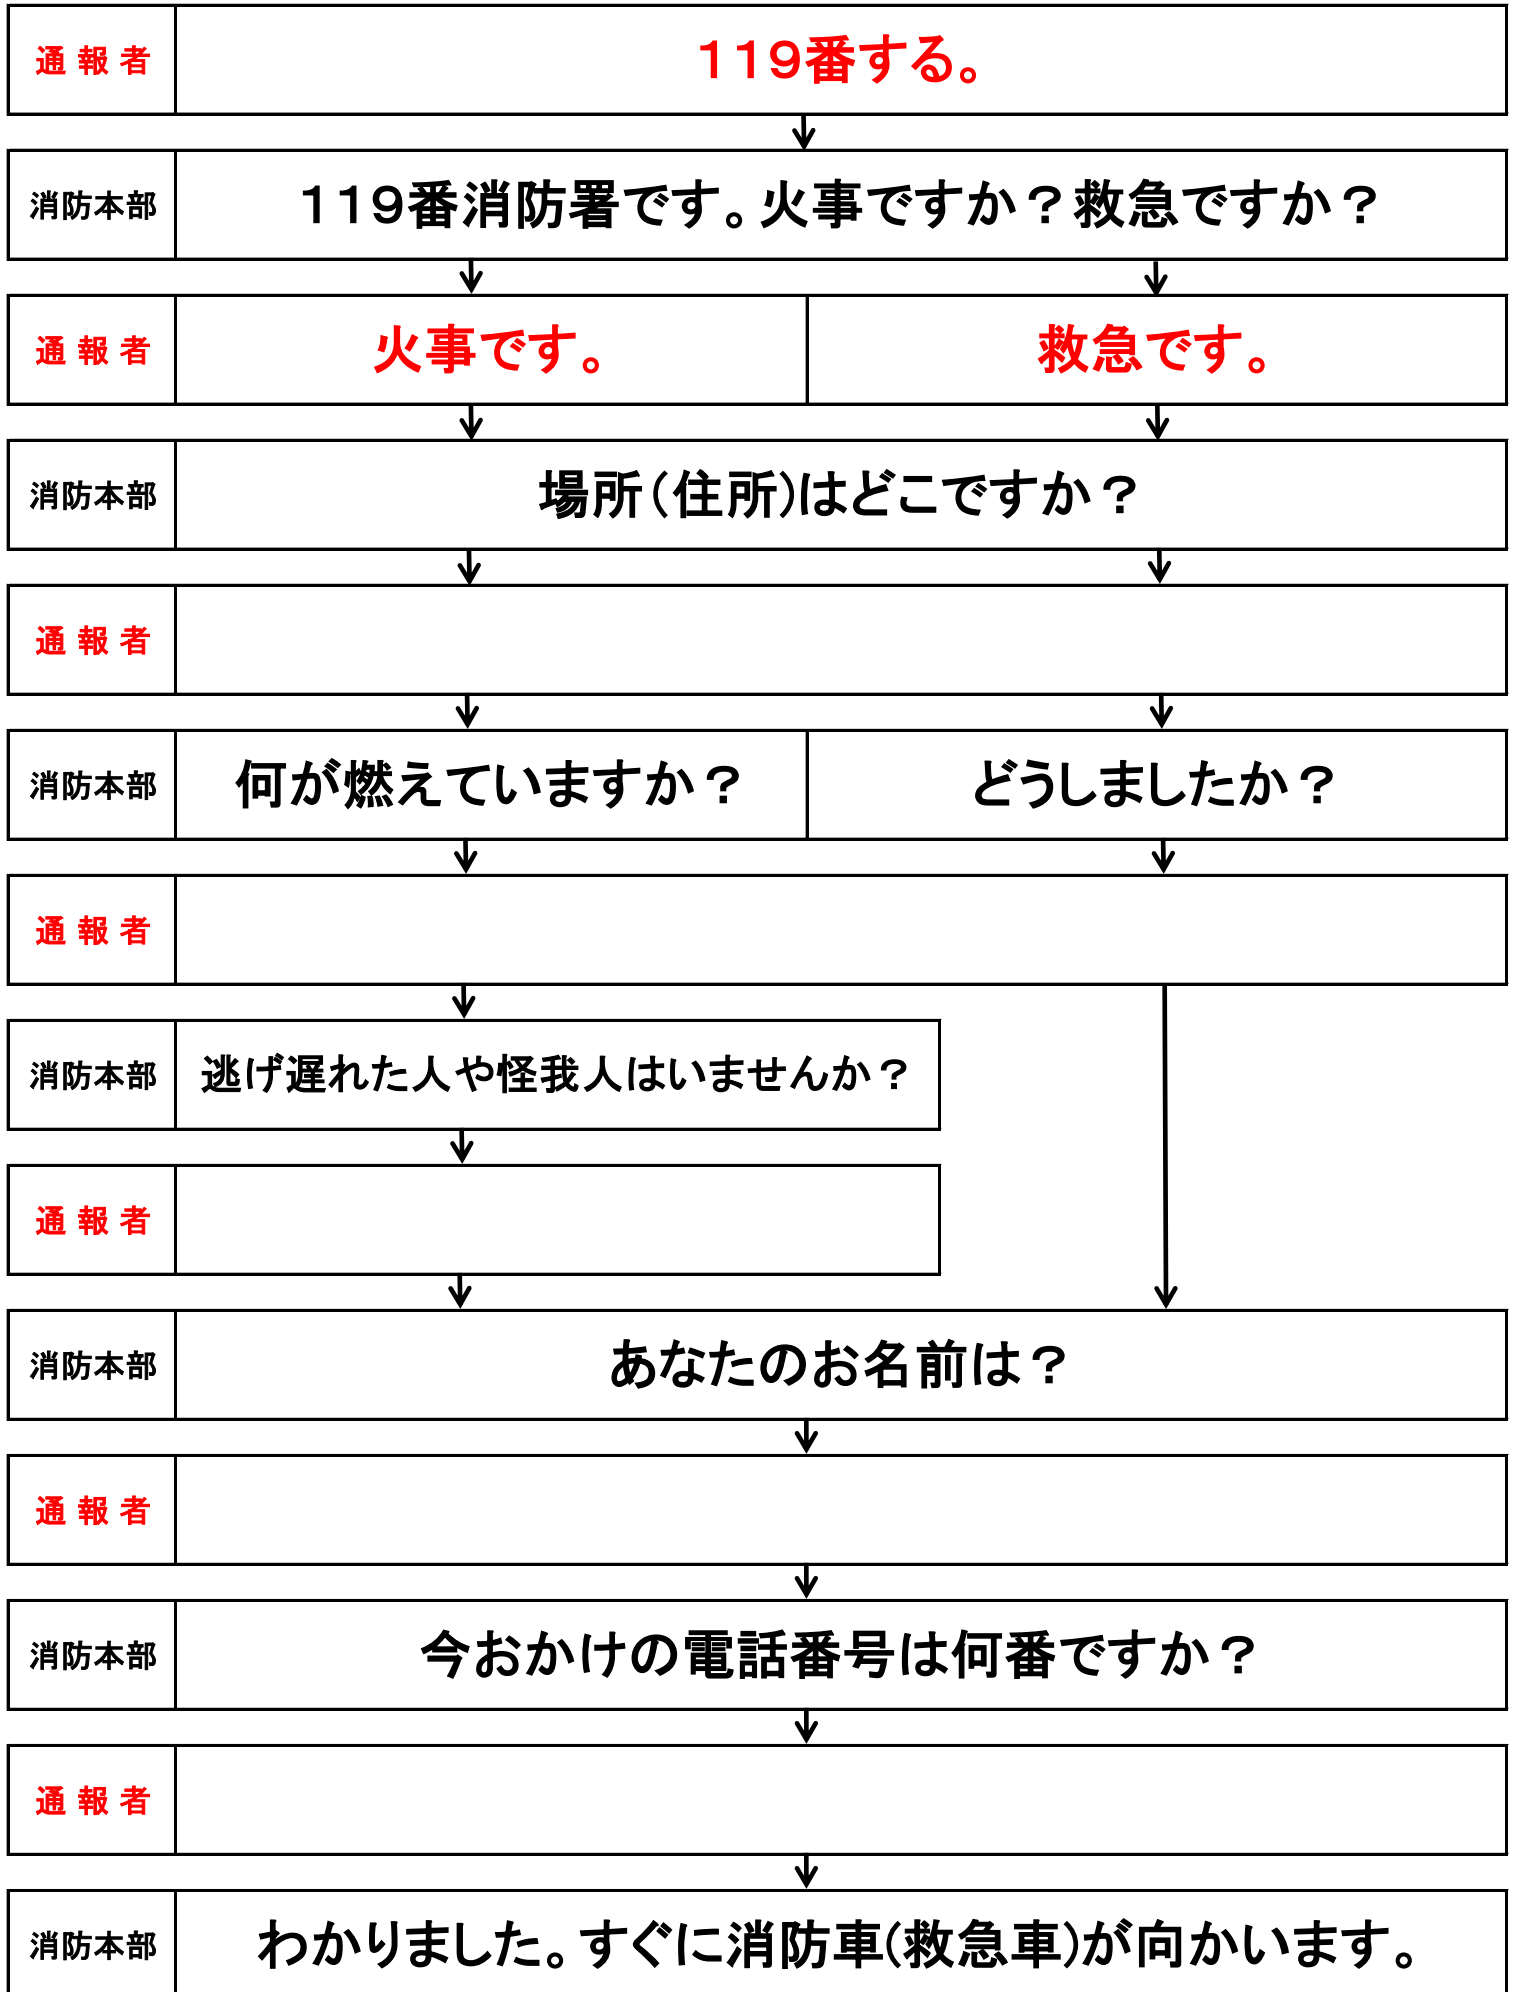 通報者 119番する。
消防本部 119番消防署です。火事ですか？救急ですか？
通報者 火事です。 救急です。
消防本部 場所(住所)はどこですか？
通報者
消防本部 何が燃えていますか？ どうしましたか？
通報者
消防本部 逃げ遅れた人や怪我人はいませんか？
通報者
消防本部 あなたのお名前は？
通報者
消防本部 今おかけの電話番号は何番ですか？
通報者
消防本部 わかりました。すぐに消防車(救急車)が向かいます。